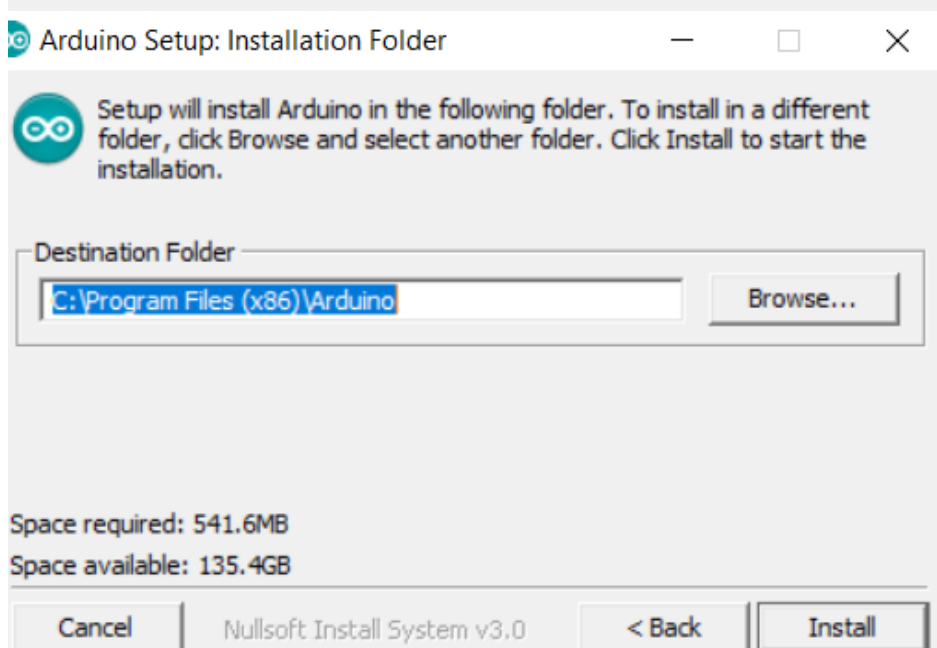 Arduino Setup: Installation Folder
Setup will install Arduino in the following folder. To install in a different
folder, click Browse and select another folder. Click Install to start the
installation.
Destination Folder
C:\Program Files (x86)\Arduino
Browse...
Space required: 541.6MB
Space available: 135.4GB
Cancel
Nullsoft Install System v3.0
< Back
Install